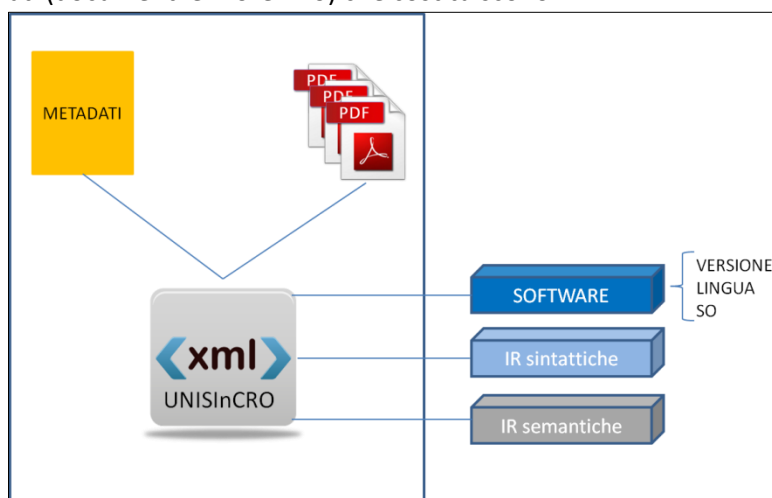 METADATI
PDF
PDF
PDF
xml
UNISInCRO
SOFTWARE
VERSIONE
LINGUA
SO
IR sintattiche
IR semantiche